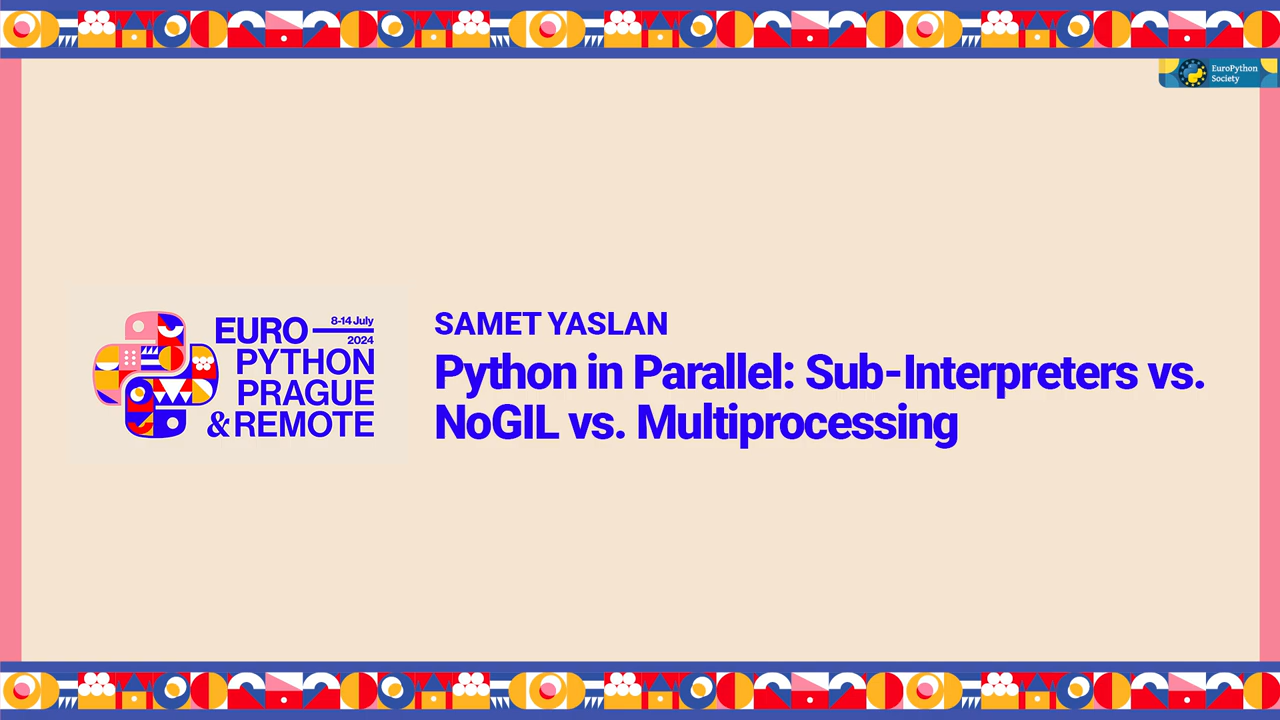 EuroPython
Society
SAMET YASLAN
Python in Parallel: Sub-Interpreters vs.
NoGIL vs. Multiprocessing
EURO
8-14 July
2024
PYTHON
PRAGUE
& REMOTE